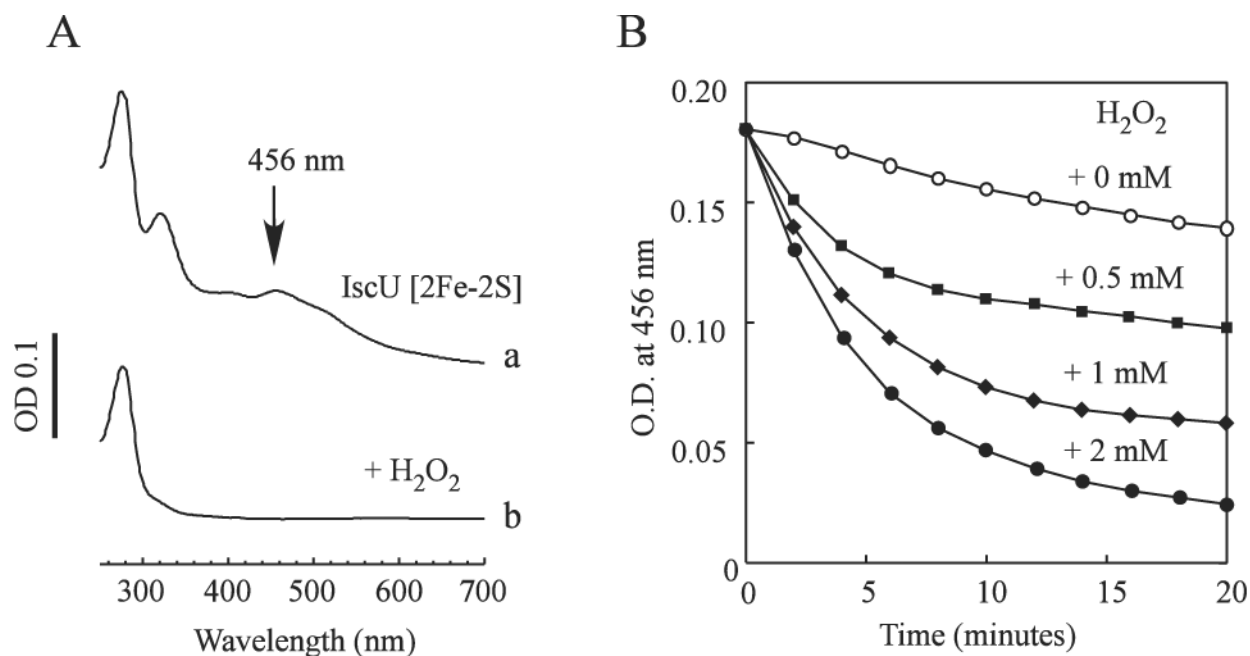 A
456 nm
IscU [2Fe-2S]
a
OD 0.1
+ H₂O₂
b
300 400 500 600 700
Wavelength (nm)
B
0.20
0.15
0.10
0.05
0
O.D. at 456 nm
H₂O₂
+ 0 mM
+ 0.5 mM
+ 1 mM
+ 2 mM
0 5 10 15 20
Time (minutes)